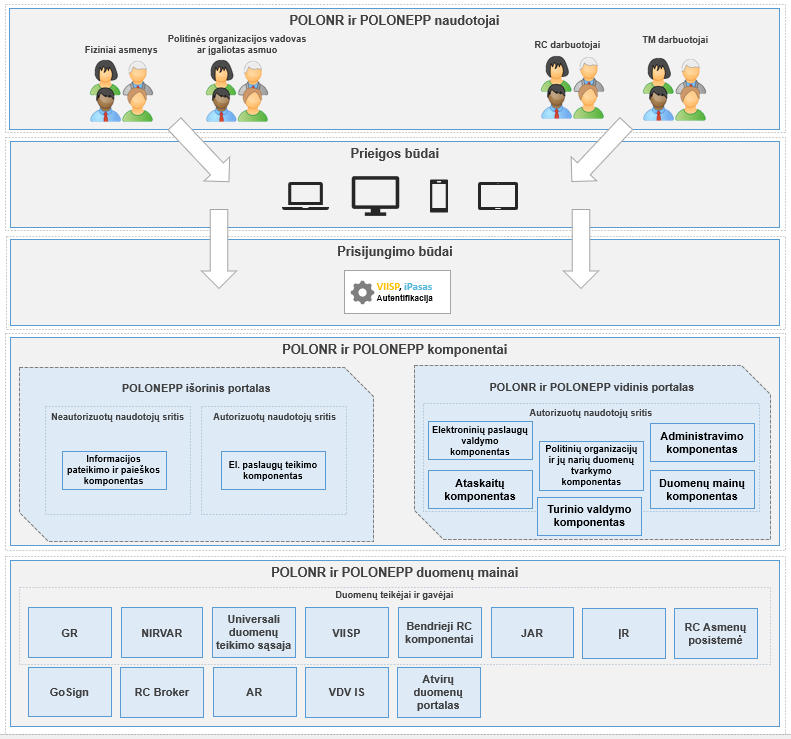 POLONR ir POLONEPP naudotojai
Fiziniai asmenys
Politinės organizacijos vadovas
ar įgaliotas asmuo
RC darbuotojai
TM darbuotojai
Prieigos būdai
Prisijungimo būdai
VIISP, iPasas
Autentifikacija
POLONR ir POLONEPP komponentai
POLONEPP išorinis portalas
Neautorizuotų naudotojų sritis
Informacijos
pateikimo ir paieškos
komponentas
Autorizuotų naudotojų sritis
El. paslaugų teikimo
komponentas
POLONR ir POLONEPP vidinis portalas
Autorizuotų naudotojų sritis
Elektroninių paslaugų
valdymo
komponentas
Politinių organizacijų
ir jų narių duomenų
tvarkymo
komponentas
Administravimo
komponentas
Ataskaitų
komponentas
Turinio valdymo
komponentas
Duomenų mainų
komponentas
POLONR ir POLONEPP duomenų mainai
Duomenų teikėjai ir gavėjai
GR
NIRVAR
Universali
duomenų
teikimo sąsaja
VIISP
Bendrieji RC
komponentai
JAR
ĮR
RC Asmenų
posistemė
GoSign
RC Broker
AR
VDV IS
Atvirų
duomenų
portalas